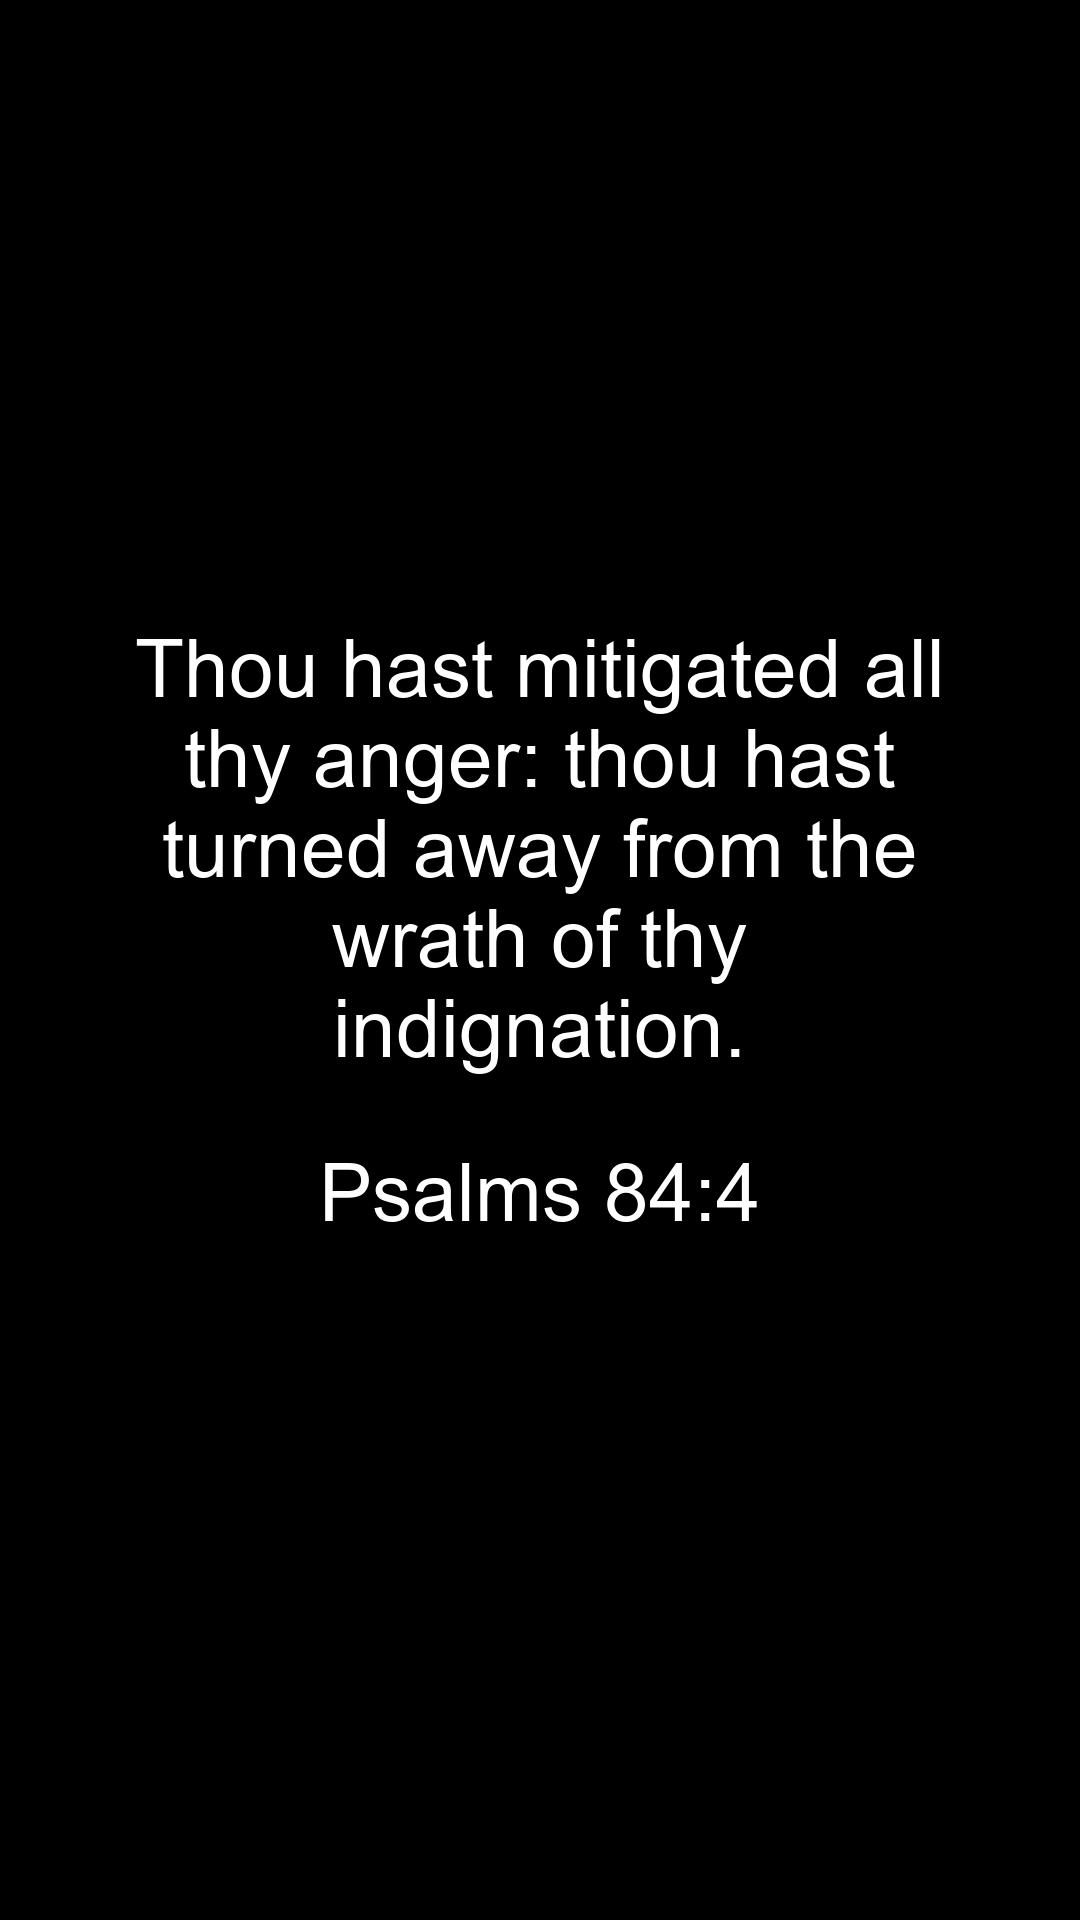 Thou hast mitigated all
thy anger: thou hast
turned away from the
wrath of thy
indignation.
Psalms 84:4